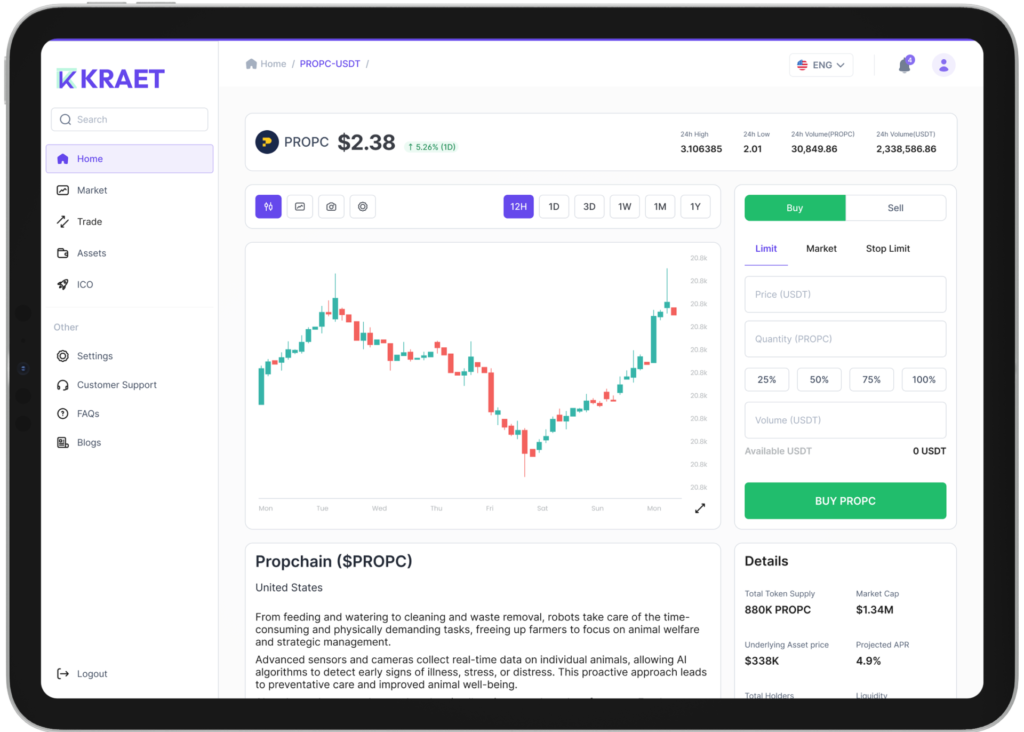 KRAET
Search
Home
Market
Trade
Assets
ICO
Other
Settings
Customer Support
FAQs
Blogs
Logout
Home / PROPC-USDT /
ENG
4
PROPC $2.38 ↑ 5.26% (1D)
24h High
3.106385
24h Low
2.01
24h Volume(PROPC)
30,849.86
24h Volume(USDT)
2,338,586.86
12H 1D 3D 1W 1M 1Y
20.8k
20.8k
20.8k
20.8k
20.8k
20.8k
20.8k
20.8k
20.8k
20.8k
20.8k
Mon Tue Wed Thu Fri Sat Sun Mon
Buy Sell
Limit Market Stop Limit
Price (USDT)
Quantity (PROPC)
25% 50% 75% 100%
Volume (USDT)
Available USDT 0 USDT
BUY PROPC
Propchain ($PROPC)
United States
From feeding and watering to cleaning and waste removal, robots take care of the time-
consuming and physically demanding tasks, freeing up farmers to focus on animal welfare
and strategic management.
Advanced sensors and cameras collect real-time data on individual animals, allowing AI
algorithms to detect early signs of illness, stress, or distress. This proactive approach leads
to preventative care and improved animal well-being.
Details
Total Token Supply
880K PROPC
Market Cap
$1.34M
Underlying Asset price
$338K
Projected APR
4.9%
Total Holders
Liquidity